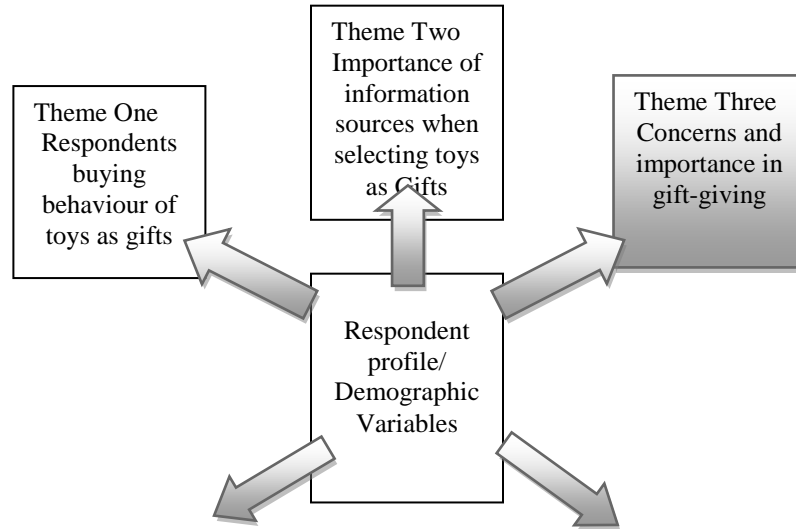 Theme One
Respondents
buying
behaviour of
toys as gifts
Theme Two
Importance of
information
sources when
selecting toys
as Gifts
Theme Three
Concerns and
importance in
gift-giving
Respondent
profile/
Demographic
Variables